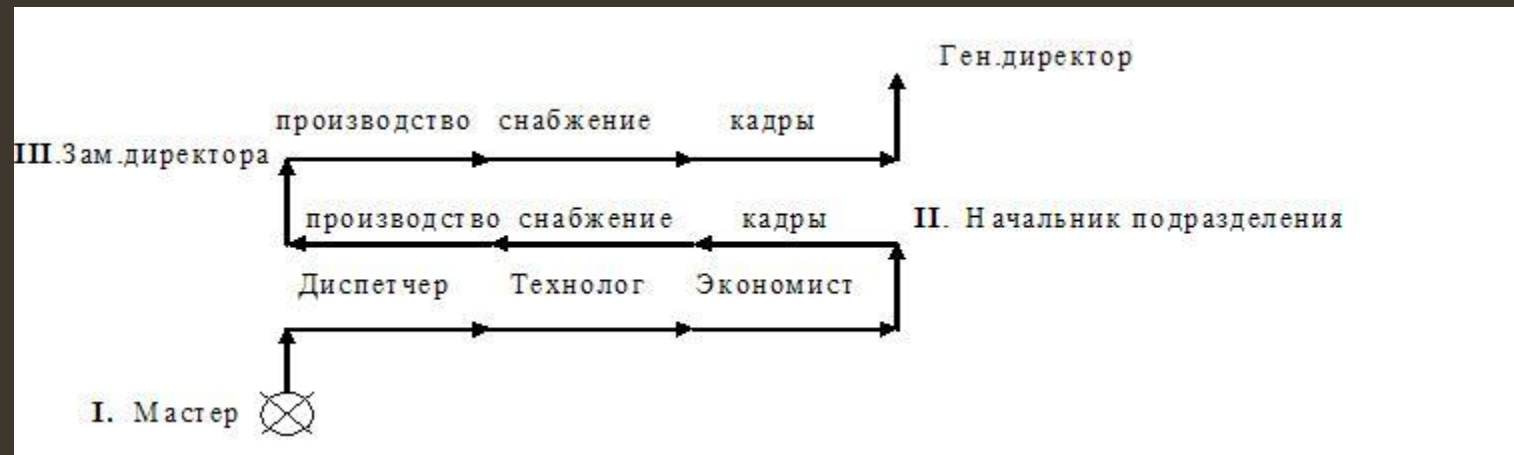 Ген.директор
производство снабжение кадры
III.Зам.директора
производство снабжение кадры II. Начальник подразделения
Диспетчер Технолог Экономист
I. Мастер